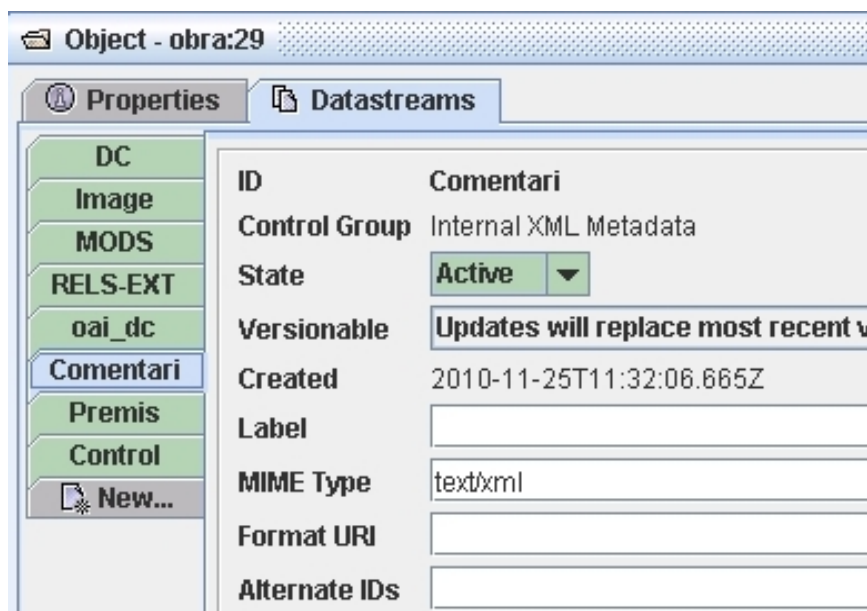 Object - obra:29
Properties
Datastreams
DC
Image
MODS
RELS-EXT
oai_dc
Comentari
Premis
Control
New...
ID Comentari
Control Group Internal XML Metadata
State Active
Versionable Updates will replace most recent
Created 2010-11-25T11:32:06.665Z
Label
MIME Type text/xml
Format URI
Alternate IDs